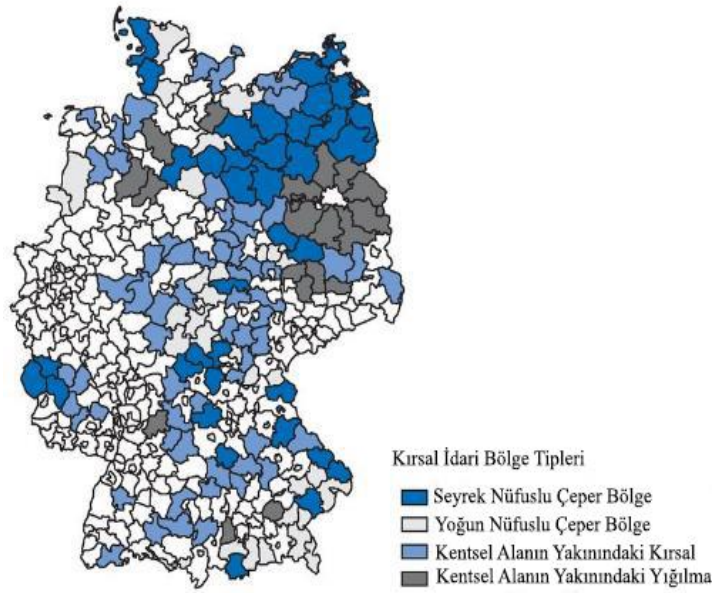 Kırsal İdari Bölge Tipleri
Seyrek Nüfuslu Çeper Bölge
Yoğun Nüfuslu Çeper Bölge
Kentsel Alanın Yakınındaki Kırsal
Kentsel Alanın Yakınındaki Yığılma